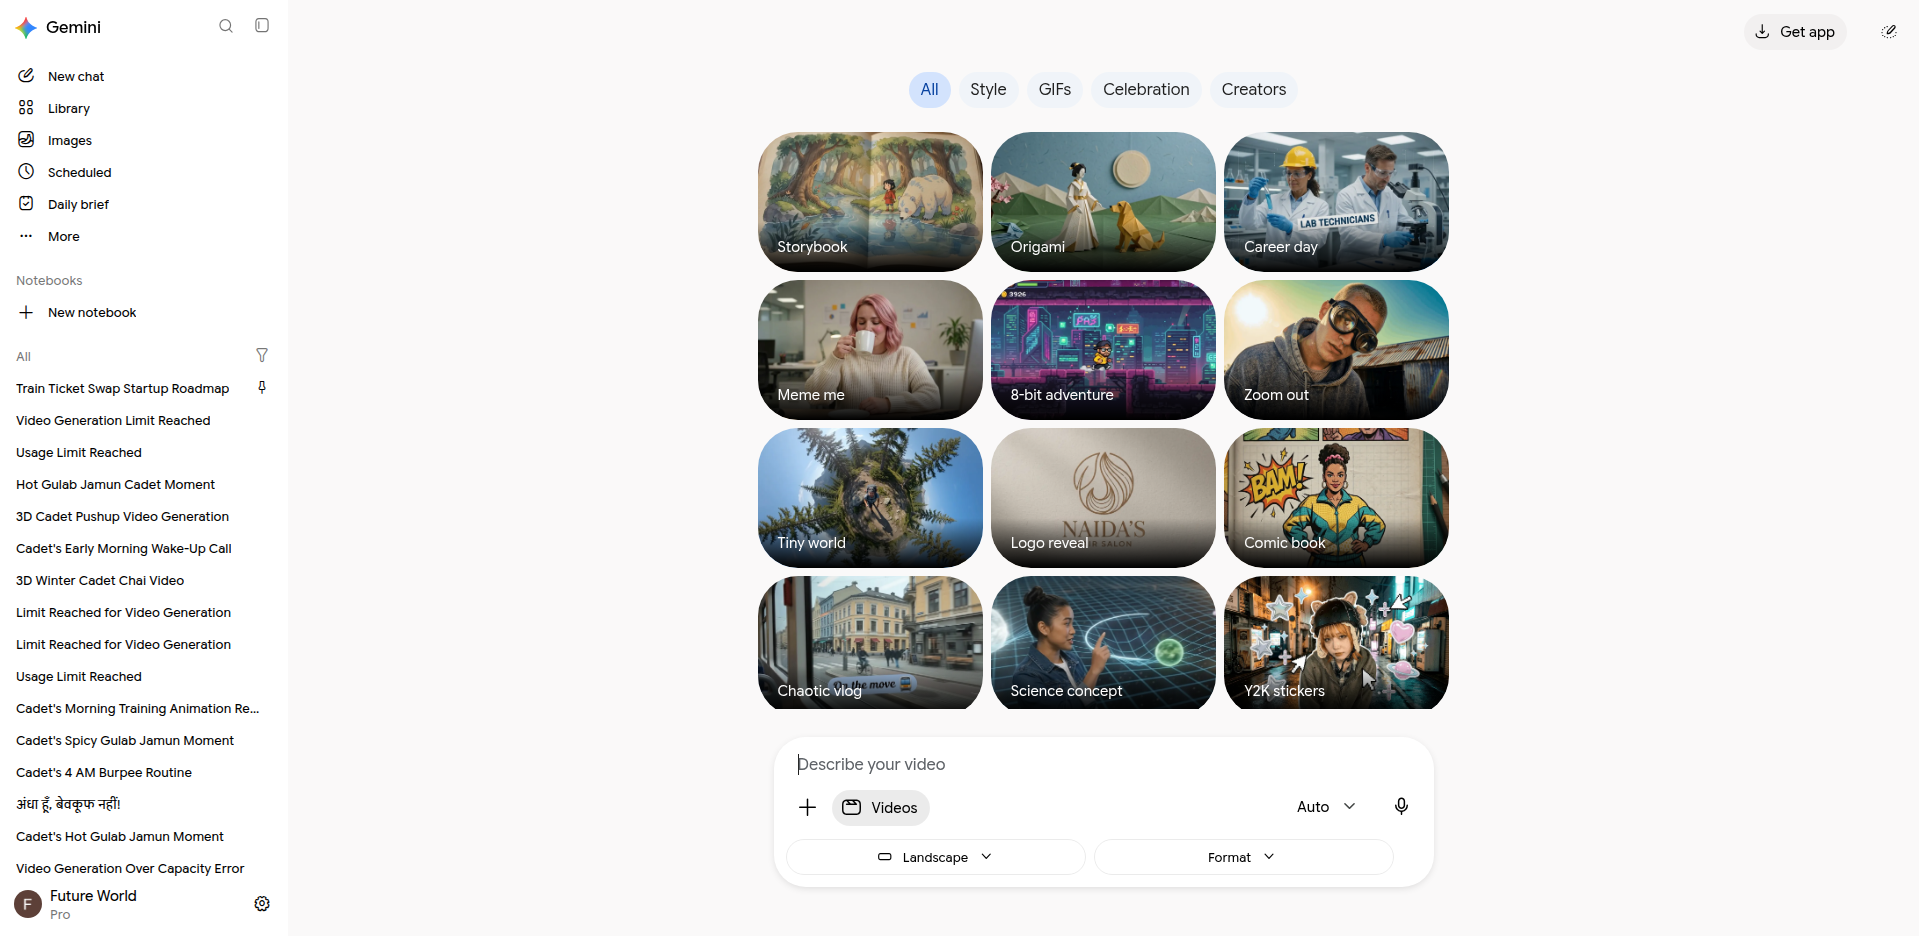 Gemini
New chat
Library
Images
Scheduled
Daily brief
More
Notebooks
New notebook
All
Train Ticket Swap Startup Roadmap
Video Generation Limit Reached
Usage Limit Reached
Hot Gulab Jamun Cadet Moment
3D Cadet Pushup Video Generation
Cadet's Early Morning Wake-Up Call
3D Winter Cadet Chai Video
Limit Reached for Video Generation
Limit Reached for Video Generation
Usage Limit Reached
Cadet's Morning Training Animation Re...
Cadet's Spicy Gulab Jamun Moment
Cadet's 4 AM Burpee Routine
अंधा हूँ, बेवकूफ नहीं!
Cadet's Hot Gulab Jamun Moment
Video Generation Over Capacity Error
F
Future World
Pro
Get app
All Style GIFs Celebration Creators
Storybook
Origami
LAB TECHNICIANS
Career day
Meme me
3926
8-bit adventure
Zoom out
Tiny world
NAIDA'S
SALON
Logo reveal
BAM!
Comic book
On the move
Chaotic vlog
Science concept
Y2K stickers
Describe your video
Videos
Auto
Landscape
Format